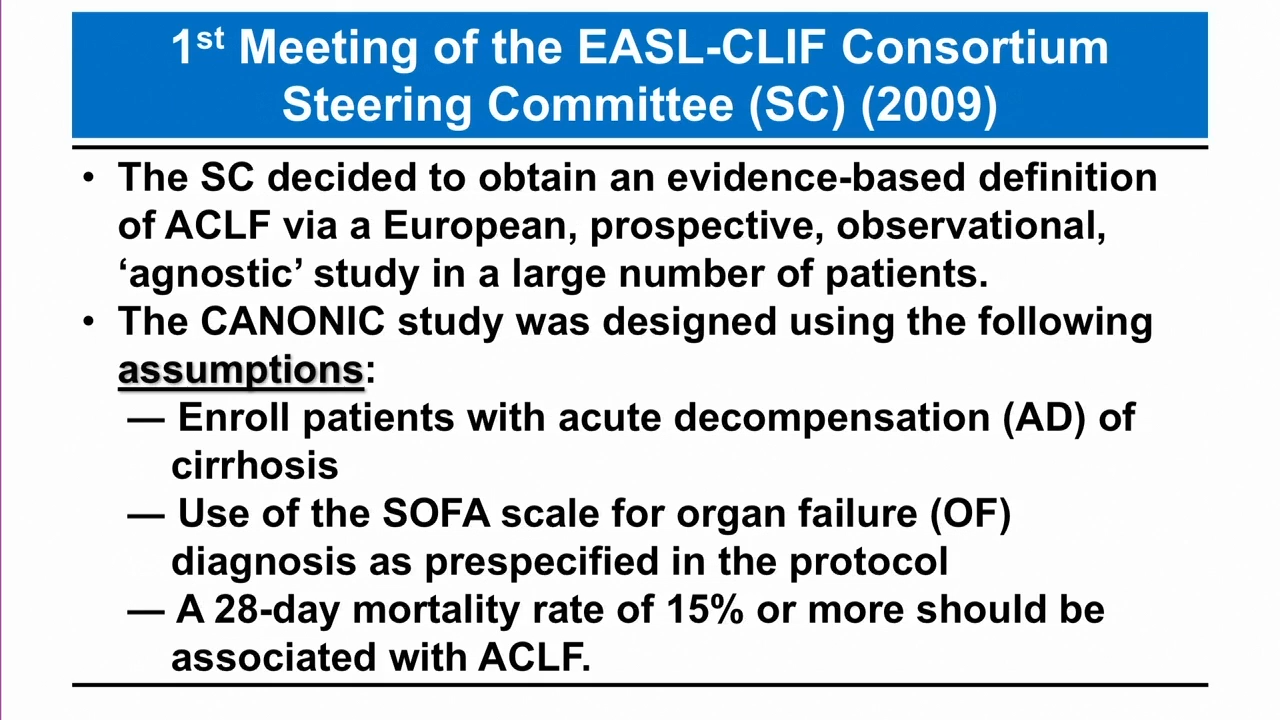 1st Meeting of the EASL-CLIF Consortium
Steering Committee (SC) (2009)
• The SC decided to obtain an evidence-based definition
of ACLF via a European, prospective, observational,
‘agnostic’ study in a large number of patients.
• The CANONIC study was designed using the following
assumptions:
— Enroll patients with acute decompensation (AD) of
cirrhosis
— Use of the SOFA scale for organ failure (OF)
diagnosis as prespecified in the protocol
— A 28-day mortality rate of 15% or more should be
associated with ACLF.